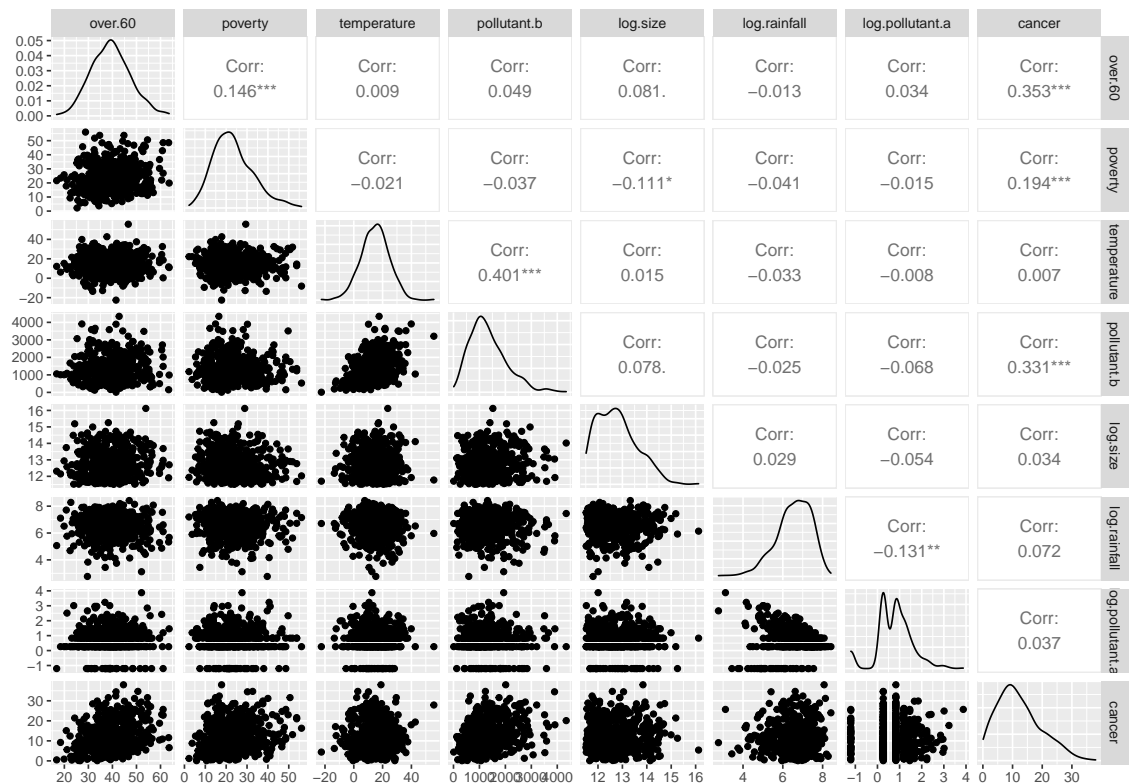 over.60 poverty temperature pollutant.b log.size log.rainfall log.pollutant.a cancer
0.05
0.04
0.03
0.02
0.01
0.00
Corr: Corr: Corr: Corr: Corr: Corr: Corr:
0.146*** 0.009 0.049 0.081. −0.013 0.034 0.353***
over.60
50
40
30
20
10
0
Corr: Corr: Corr: Corr: Corr: Corr:
−0.021 −0.037 −0.111* −0.041 −0.015 0.194***
poverty
40
20
0
−20
Corr: Corr: Corr: Corr: Corr:
0.401*** 0.015 −0.033 −0.008 0.007
temperature
4000
3000
2000
1000
0
Corr: Corr: Corr: Corr:
0.078. −0.025 −0.068 0.331***
pollutant.b
16
15
14
13
12
Corr: Corr: Corr:
0.029 −0.054 0.034
log.size
8
6
4
Corr: Corr:
−0.131** 0.072
log.rainfall
4
3
2
1
0
−1
Corr:
0.037
og.pollutant.a
30
20
10
0
cancer
20 30 40 50 60 0 10 20 30 40 50 −20 0 20 40 0 1000 2000 3000 4000 12 13 14 15 16 4 6 8 −1 0 1 2 3 4 0 10 20 30